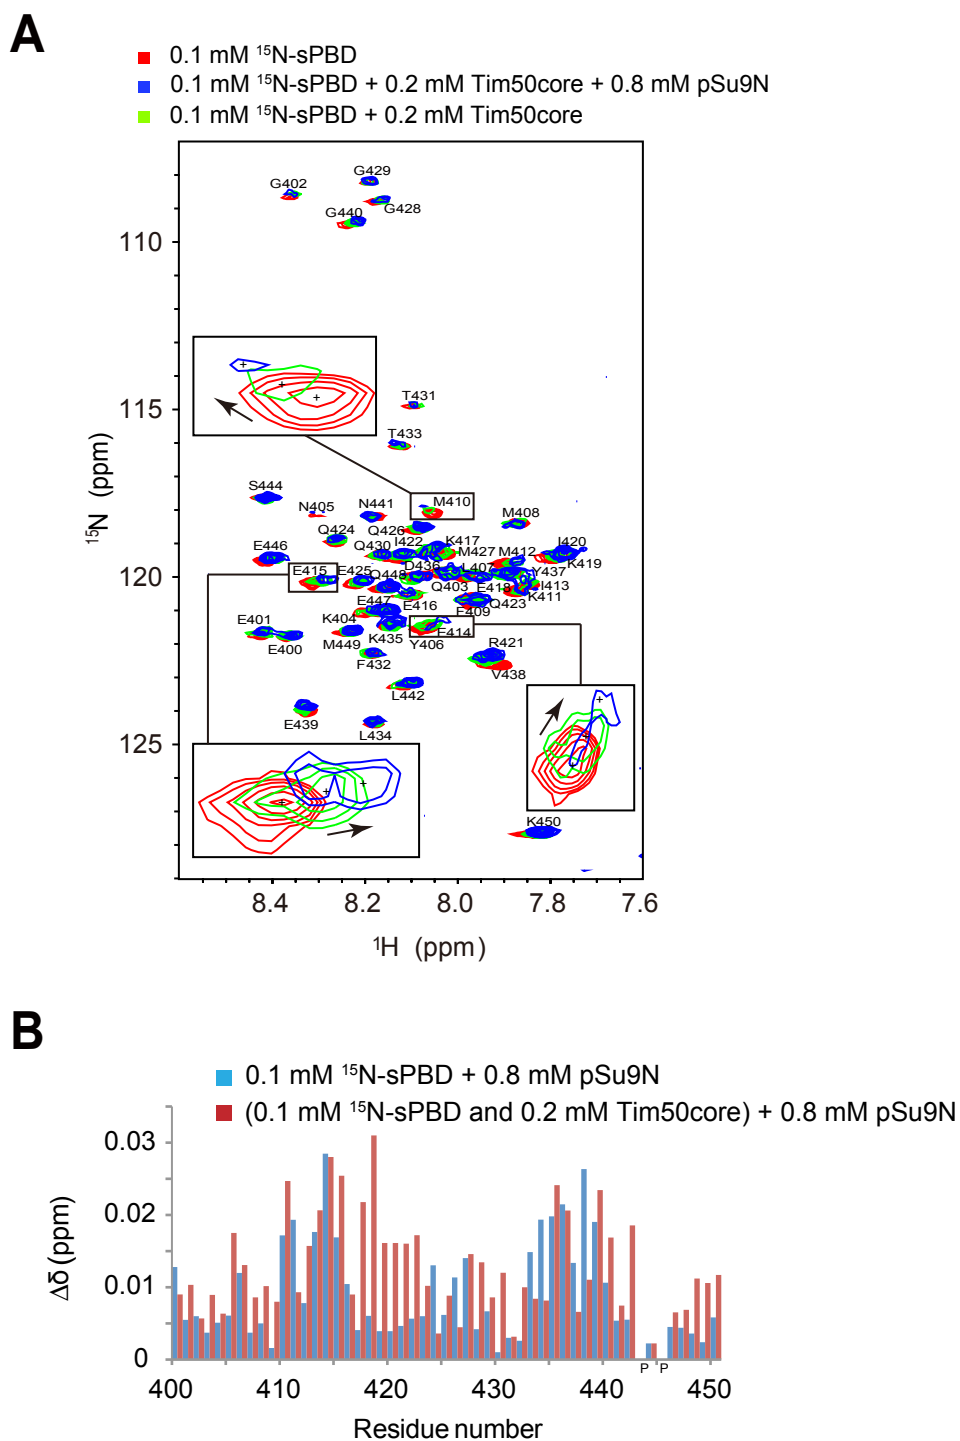 A
0.1 mM ¹⁵N-sPBD
0.1 mM ¹⁵N-sPBD + 0.2 mM Tim50core + 0.8 mM pSu9N
0.1 mM ¹⁵N-sPBD + 0.2 mM Tim50core
G429
G402
G428
G440
110
T431
115
T433
¹⁵N (ppm)
S444
M410
N405
N441
M408
Q424
Q426
K417
I420
E446
Q430
I422
M427
M412
K419
E415
E425
D436
L407
Y437
120
Q448
Q403
E418
I413
K411
E447
E416
F409
Q423
E401
K404
K435
E414
R421
E400
M449
Y406
F432
V438
L442
E439
L434
125
K450
8.4
8.2
8.0
7.8
7.6
¹H (ppm)
B
0.1 mM ¹⁵N-sPBD + 0.8 mM pSu9N
(0.1 mM ¹⁵N-sPBD and 0.2 mM Tim50core) + 0.8 mM pSu9N
0.03
0.02
Δδ (ppm)
0.01
0
P P
400 410 420 430 440 450
Residue number